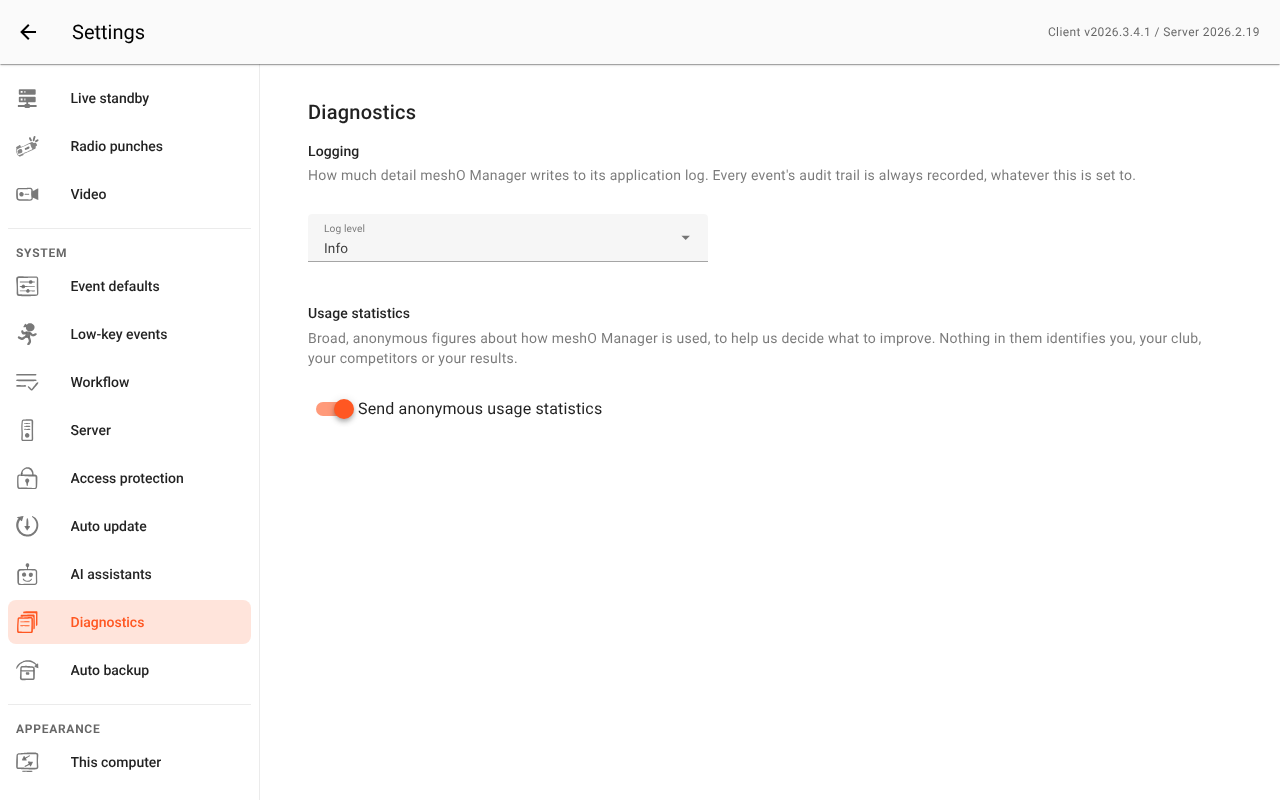 Settings
Client v2026.3.4.1 / Server 2026.2.19
Live standby
Radio punches
Video
SYSTEM
Event defaults
Low-key events
Workflow
Server
Access protection
Auto update
AI assistants
Diagnostics
Auto backup
APPEARANCE
This computer
Diagnostics
Logging
How much detail meshO Manager writes to its application log. Every event's audit trail is always recorded, whatever this is set to.
Log level
Info
Usage statistics
Broad, anonymous figures about how meshO Manager is used, to help us decide what to improve. Nothing in them identifies you, your club,
your competitors or your results.
Send anonymous usage statistics